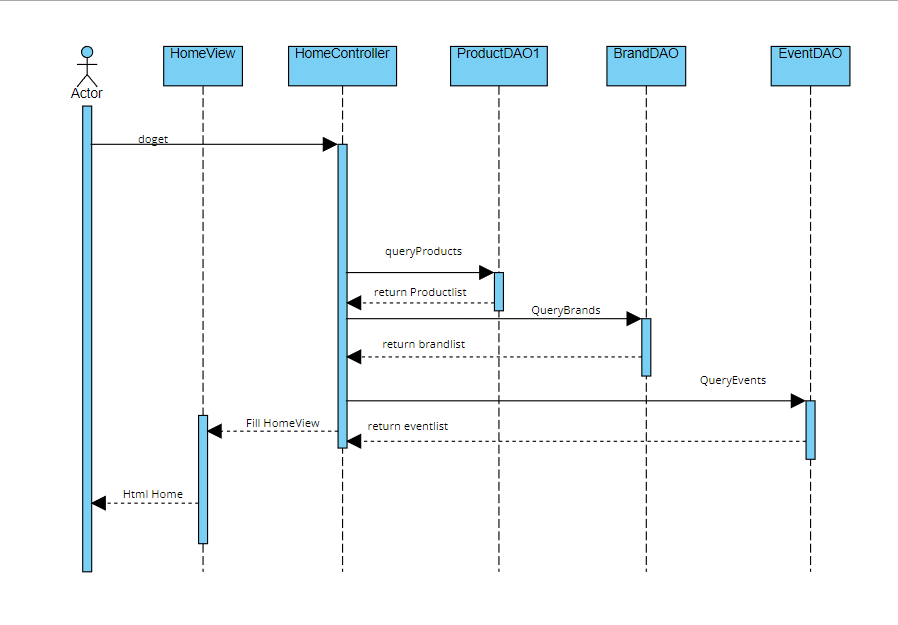 HomeView
HomeController
ProductDAO1
BrandDAO
EventDAO
Actor
doget
queryProducts
return Productlist
QueryBrands
return brandlist
QueryEvents
Fill HomeView
return eventlist
Html Home